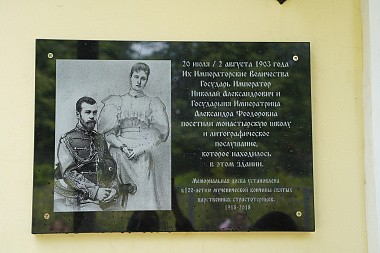 20 июля / 2 августа 1903 года
Их Императорские Величества
Государь Император
Николай Александрович и
Государыня Императрица
Александра Феодоровна
посетили монастырскую школу
и литографическое
послушание,
которое находилось
в этом здании.
Мемориальная доска установлена
к 100-летию мученической кончины святых
царственных страстотерпцев.
1918-2018